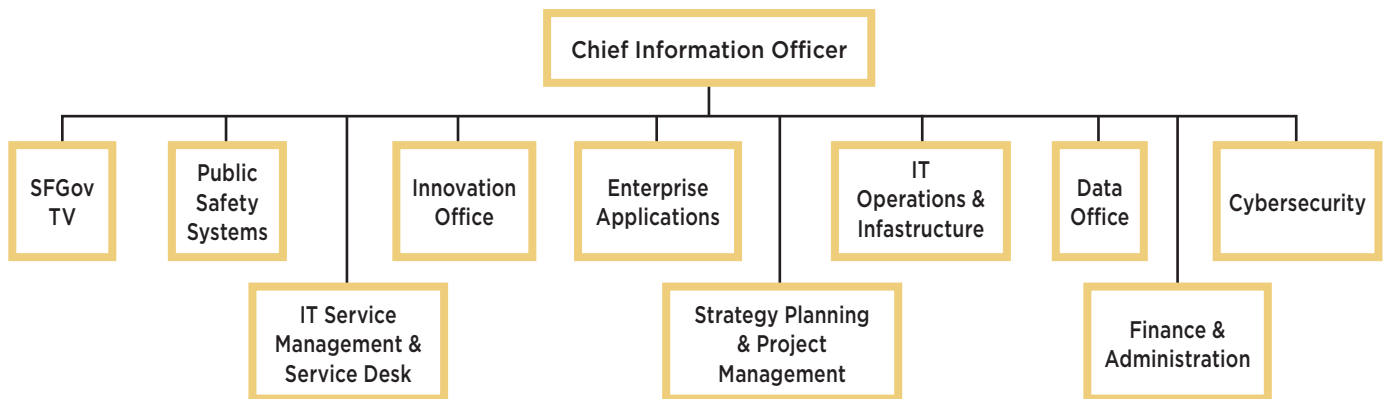 Chief Information Officer
SFGov
TV
Public
Safety
Systems
Innovation
Office
Enterprise
Applications
IT
Operations &
Infastructure
Data
Office
Cybersecurity
IT Service
Management &
Service Desk
Strategy Planning
& Project
Management
Finance &
Administration